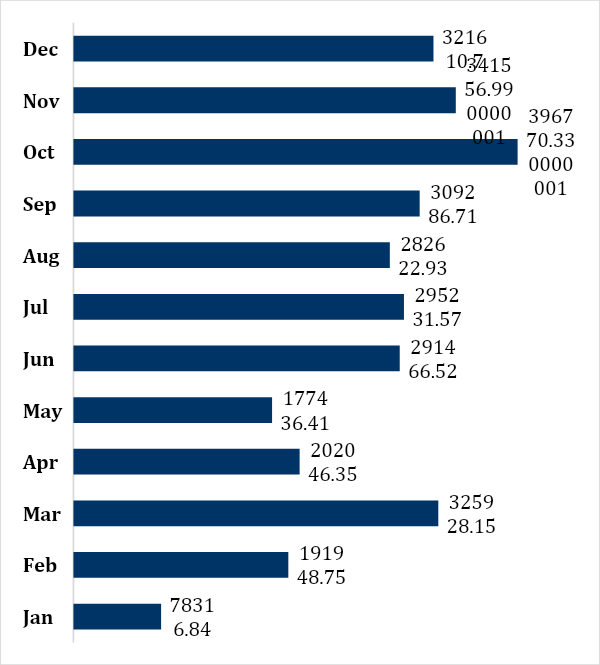 Dec
3216
10.7
Nov
3415
56.99
0000
001
Oct
3967
70.33
0000
001
Sep
3092
86.71
Aug
2826
22.93
Jul
2952
31.57
Jun
2914
66.52
May
1774
36.41
Apr
2020
46.35
Mar
3259
28.15
Feb
1919
48.75
Jan
7831
6.84